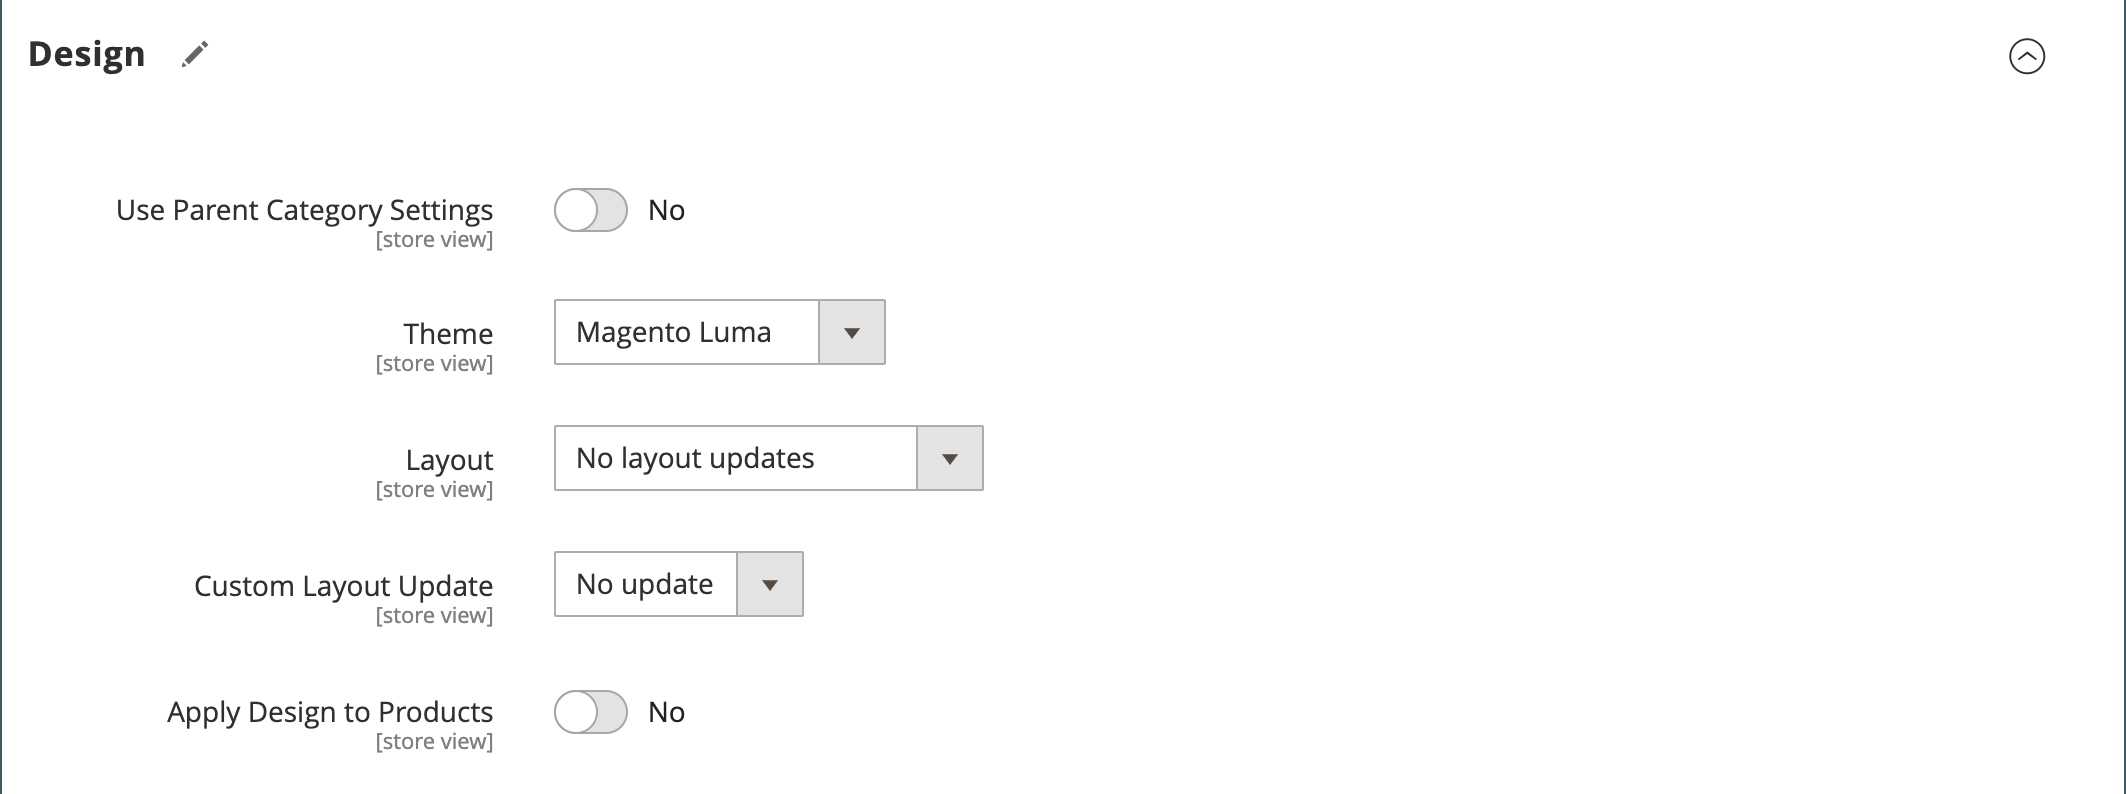 Design
Use Parent Category Settings
[store view]
No
Theme
[store view]
Magento Luma
Layout
[store view]
No layout updates
Custom Layout Update
[store view]
No update
Apply Design to Products
[store view]
No